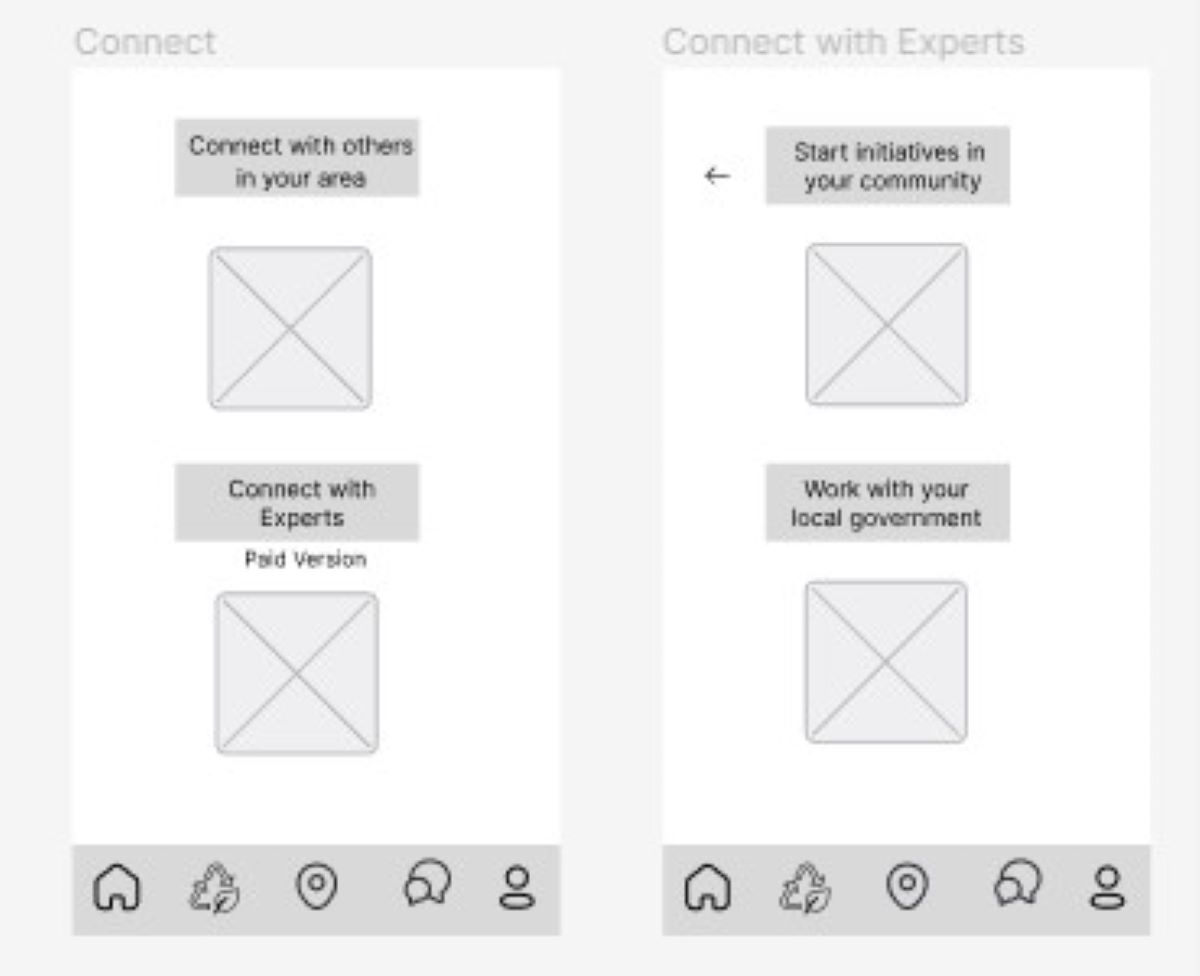 Connect
Connect with others
in your area
Connect with
Experts
Paid Version
Connect with Experts
Start initiatives in
your community
Work with your
local government